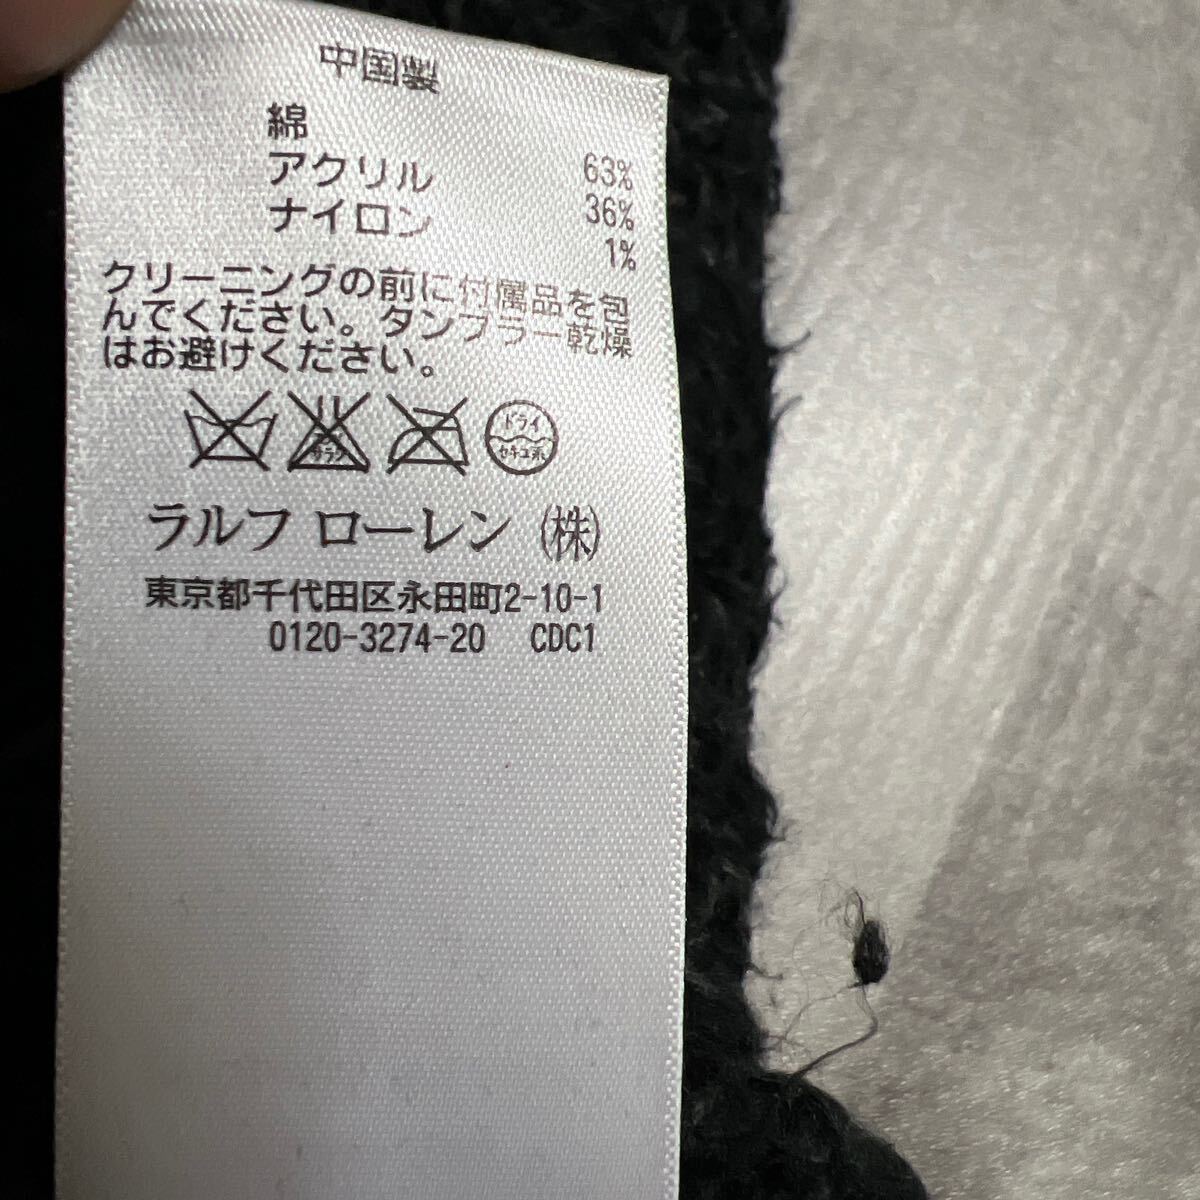 中国製
綿
アクリル 63%
ナイロン 36%
1%
クリーニングの前に付属品を包
んでください。タンブラー乾燥
はお避けください。
サラシ
ドライ
セキユ系
ラルフ ローレン (株)
東京都千代田区永田町2-10-1
0120-3274-20 CDC1